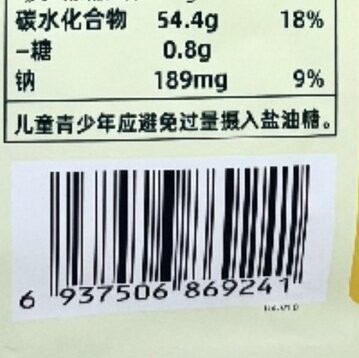 碳水化合物 54.4g 18%
-糖 0.8g
钠 189mg 9%
儿童青少年应避免过量摄入盐油糖。
6 937506 869241